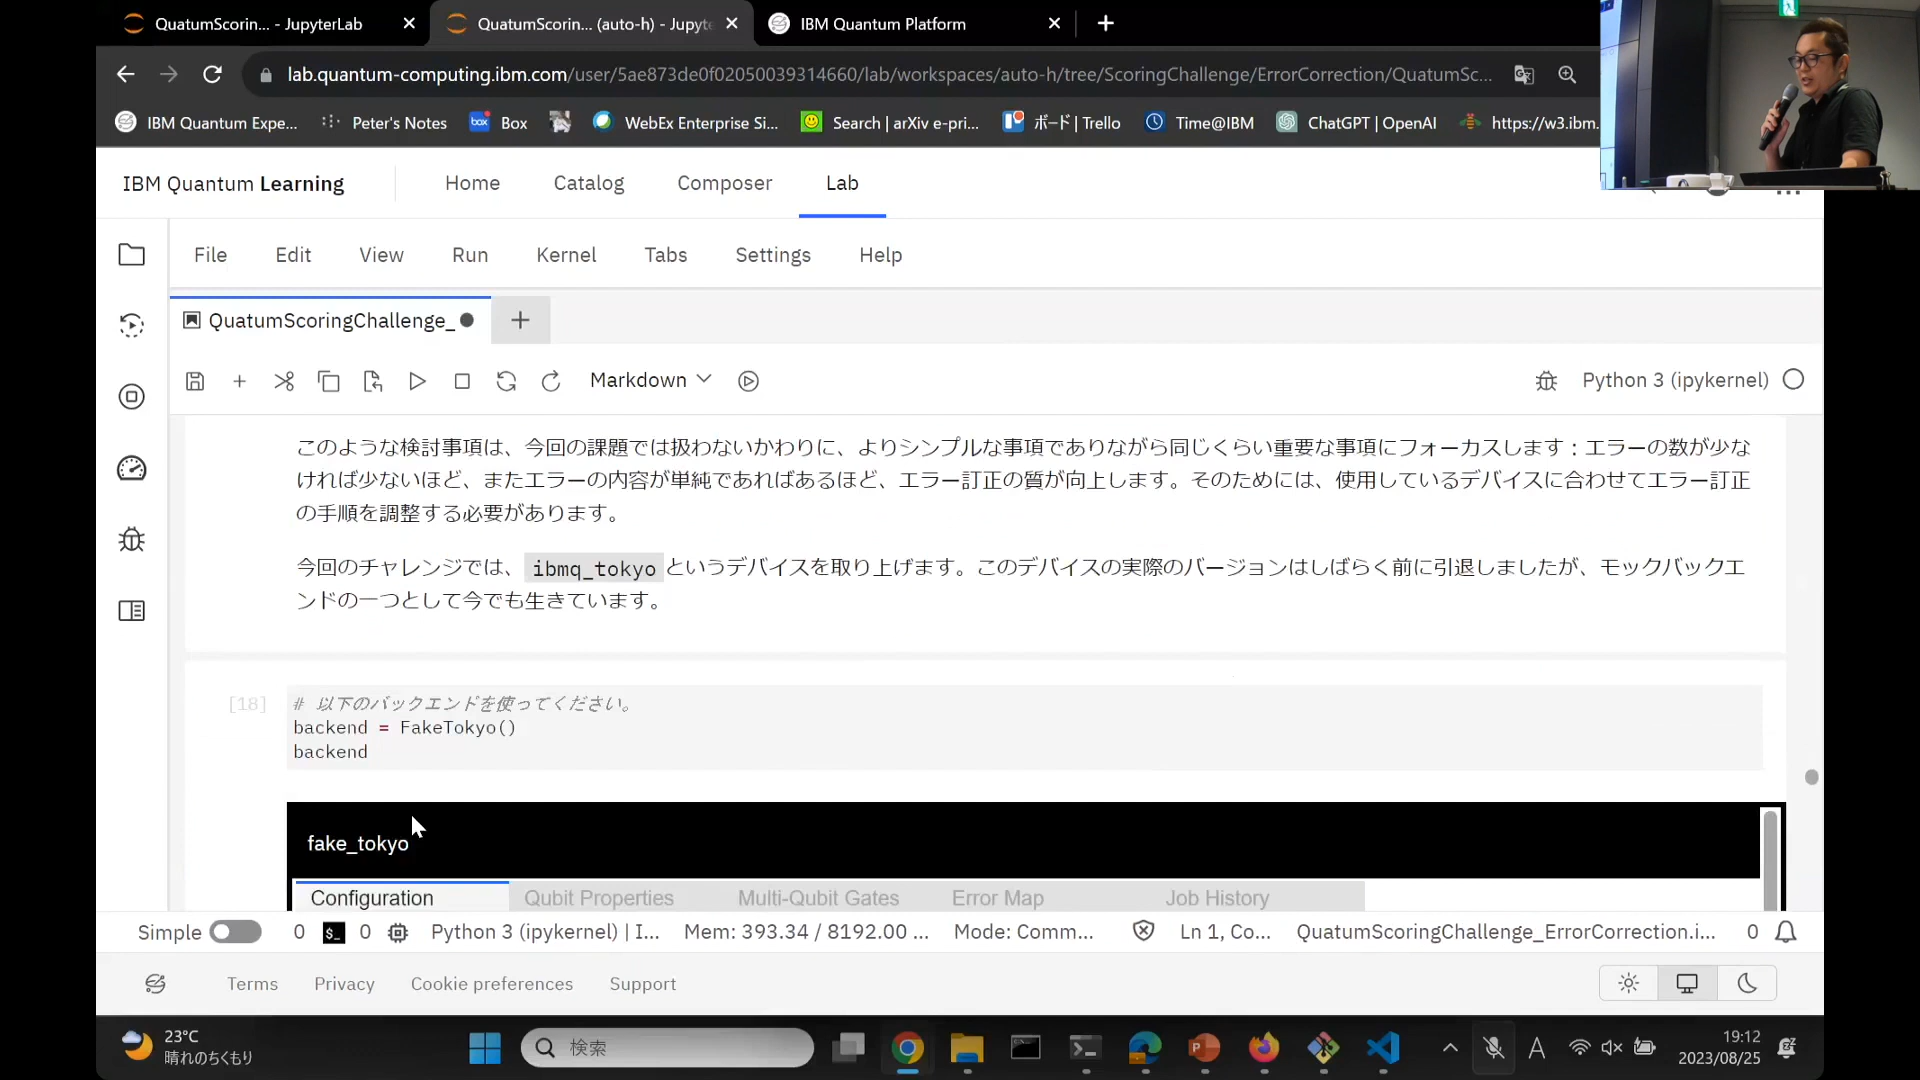 QuatumScorin... - JupyterLab
QuatumScorin... (auto-h) - Jupyte
IBM Quantum Platform
lab.quantum-computing.ibm.com/user/5ae873de0f02050039314660/lab/workspaces/auto-h/tree/ScoringChallenge/ErrorCorrection/QuatumSc...
IBM Quantum Expe...
Peter's Notes
box Box
WebEx Enterprise Si...
Search | arXiv e-pri...
ボード | Trello
Time@IBM
ChatGPT | OpenAI
https://w3.ibm.
IBM Quantum Learning
Home
Catalog
Composer
Lab
File
Edit
View
Run
Kernel
Tabs
Settings
Help
QuatumScoringChallenge_
Markdown
Python 3 (ipykernel)
このような検討事項は、今回の課題では扱わないかわりに、よりシンプルな事項でありながら同じくらい重要な事項にフォーカスします：エラーの数が少な
ければ少ないほど、またエラーの内容が単純であればあるほど、エラー訂正の質が向上します。そのためには、使用しているデバイスに合わせてエラー訂正
の手順を調整する必要があります。
今回のチャレンジでは、 ibmq_tokyo というデバイスを取り上げます。このデバイスの実際のバージョンはしばらく前に引退しましたが、モックバックエ
ンドの一つとして今でも生きています。
[18]
# 以下のバックエンドを使ってください。
backend = FakeTokyo()
backend
fake_tokyo
Configuration
Qubit Properties
Multi-Qubit Gates
Error Map
Job History
Simple
0
$_
0
Python 3 (ipykernel) | I...
Mem: 393.34 / 8192.00 ...
Mode: Comm...
Ln 1, Co...
QuatumScoringChallenge_ErrorCorrection.i...
0
Terms
Privacy
Cookie preferences
Support
23°C
晴れのちくもり
検索
A
19:12
2023/08/25